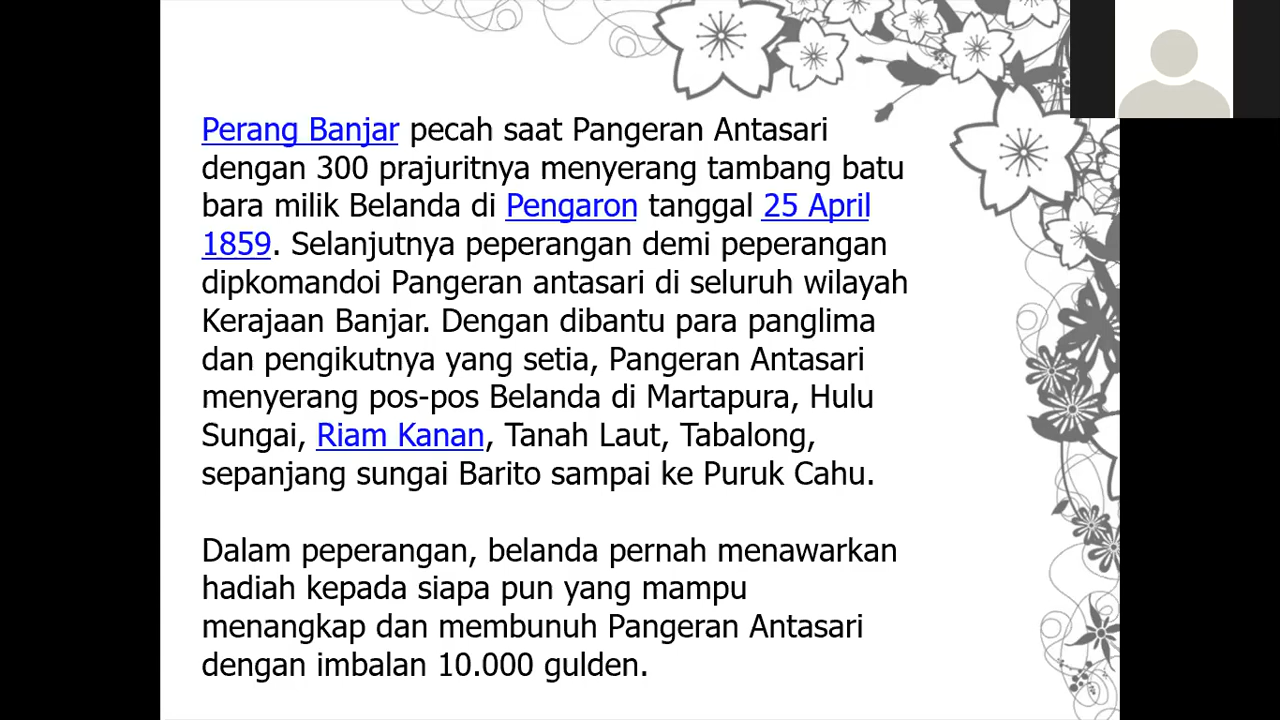 Perang Banjar pecah saat Pangeran Antasari
dengan 300 prajuritnya menyerang tambang batu
bara milik Belanda di Pengaron tanggal 25 April
1859. Selanjutnya peperangan demi peperangan
dipkomandoi Pangeran antasari di seluruh wilayah
Kerajaan Banjar. Dengan dibantu para panglima
dan pengikutnya yang setia, Pangeran Antasari
menyerang pos-pos Belanda di Martapura, Hulu
Sungai, Riam Kanan, Tanah Laut, Tabalong,
sepanjang sungai Barito sampai ke Puruk Cahu.
Dalam peperangan, belanda pernah menawarkan
hadiah kepada siapa pun yang mampu
menangkap dan membunuh Pangeran Antasari
dengan imbalan 10.000 gulden.